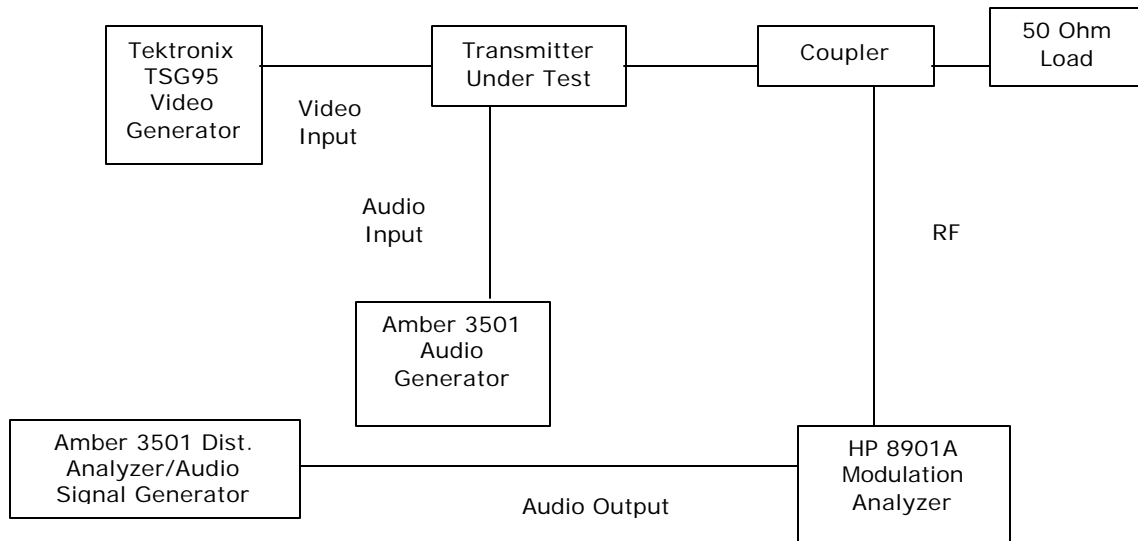 Tektronix
TSG95
Video
Generator
Transmitter
Under Test
Coupler
50 Ohm
Load
Video
Input
Audio
Input
RF
Amber 3501
Audio
Generator
Amber 3501 Dist.
Analyzer/Audio
Signal Generator
Audio Output
HP 8901A
Modulation
Analyzer